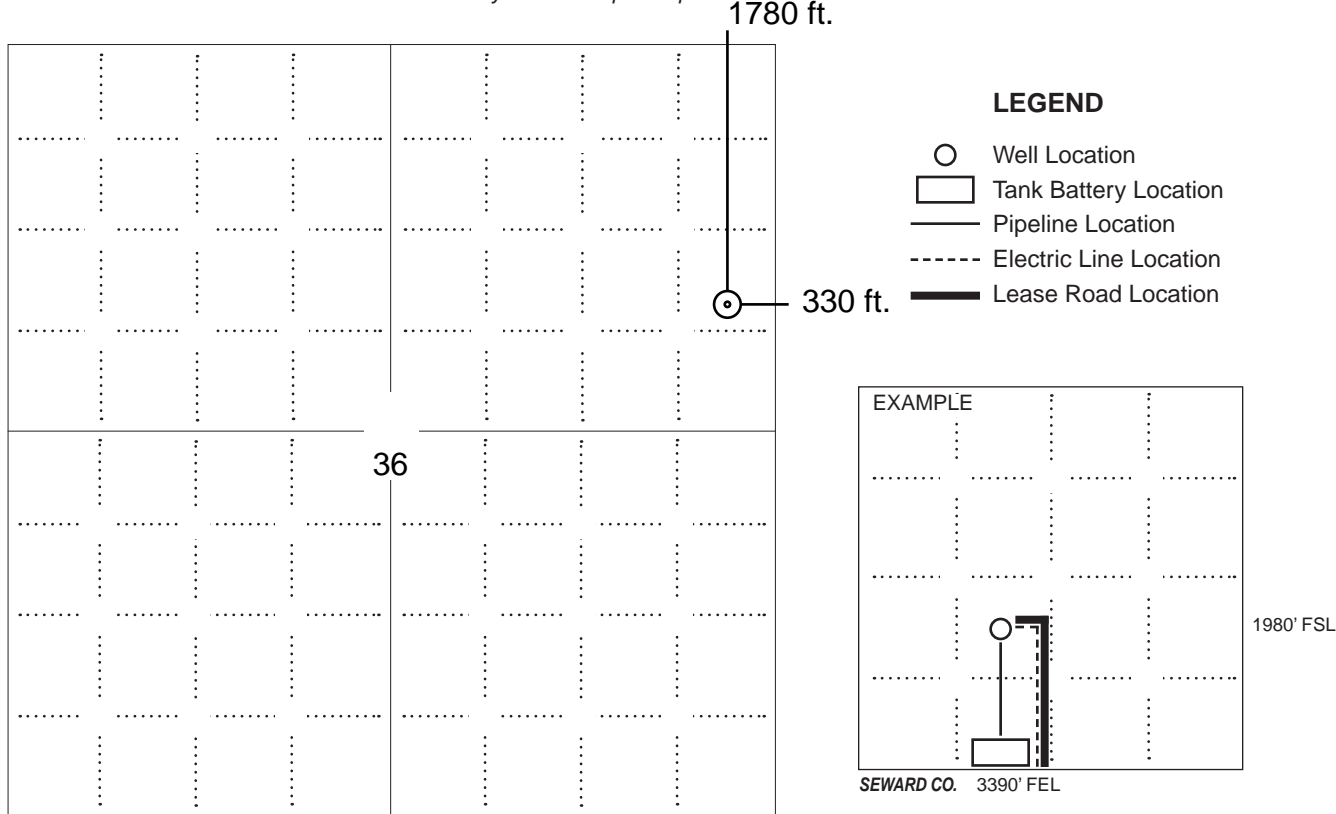 1780 ft.
LEGEND
Well Location
Tank Battery Location
Pipeline Location
Electric Line Location
Lease Road Location
330 ft.
EXAMPLE
36
1980' FSL
SEWARD CO. 3390' FEL